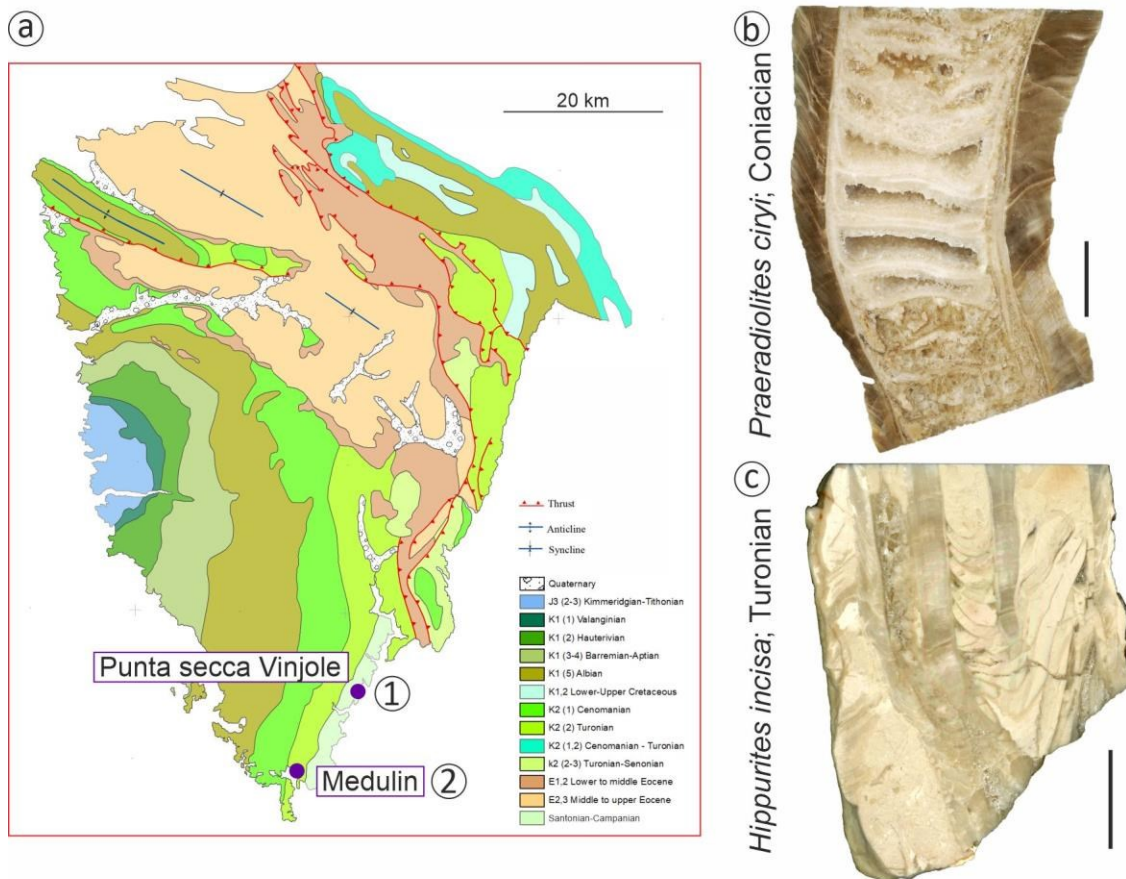 a
20 km
Punta secca Vinjole
1
Medulin
2
Thrust
Anticline
Syncline
Quaternary
J3 (2-3) Kimmeridgian-Tithonian
K1 (1) Valanginian
K1 (2) Hauterivian
K1 (3-4) Barremian-Aptian
K1 (5) Albian
K1,2 Lower-Upper Cretaceous
K2 (1) Cenomanian
K2 (2) Turonian
K2 (1,2) Cenomanian - Turonian
k2 (2-3) Turonian-Senonian
E1,2 Lower to middle Eocene
E2,3 Middle to upper Eocene
Santonian-Campanian
b
Praeradiolites ciryi; Coniacian
c
Hippurites incisa; Turonian